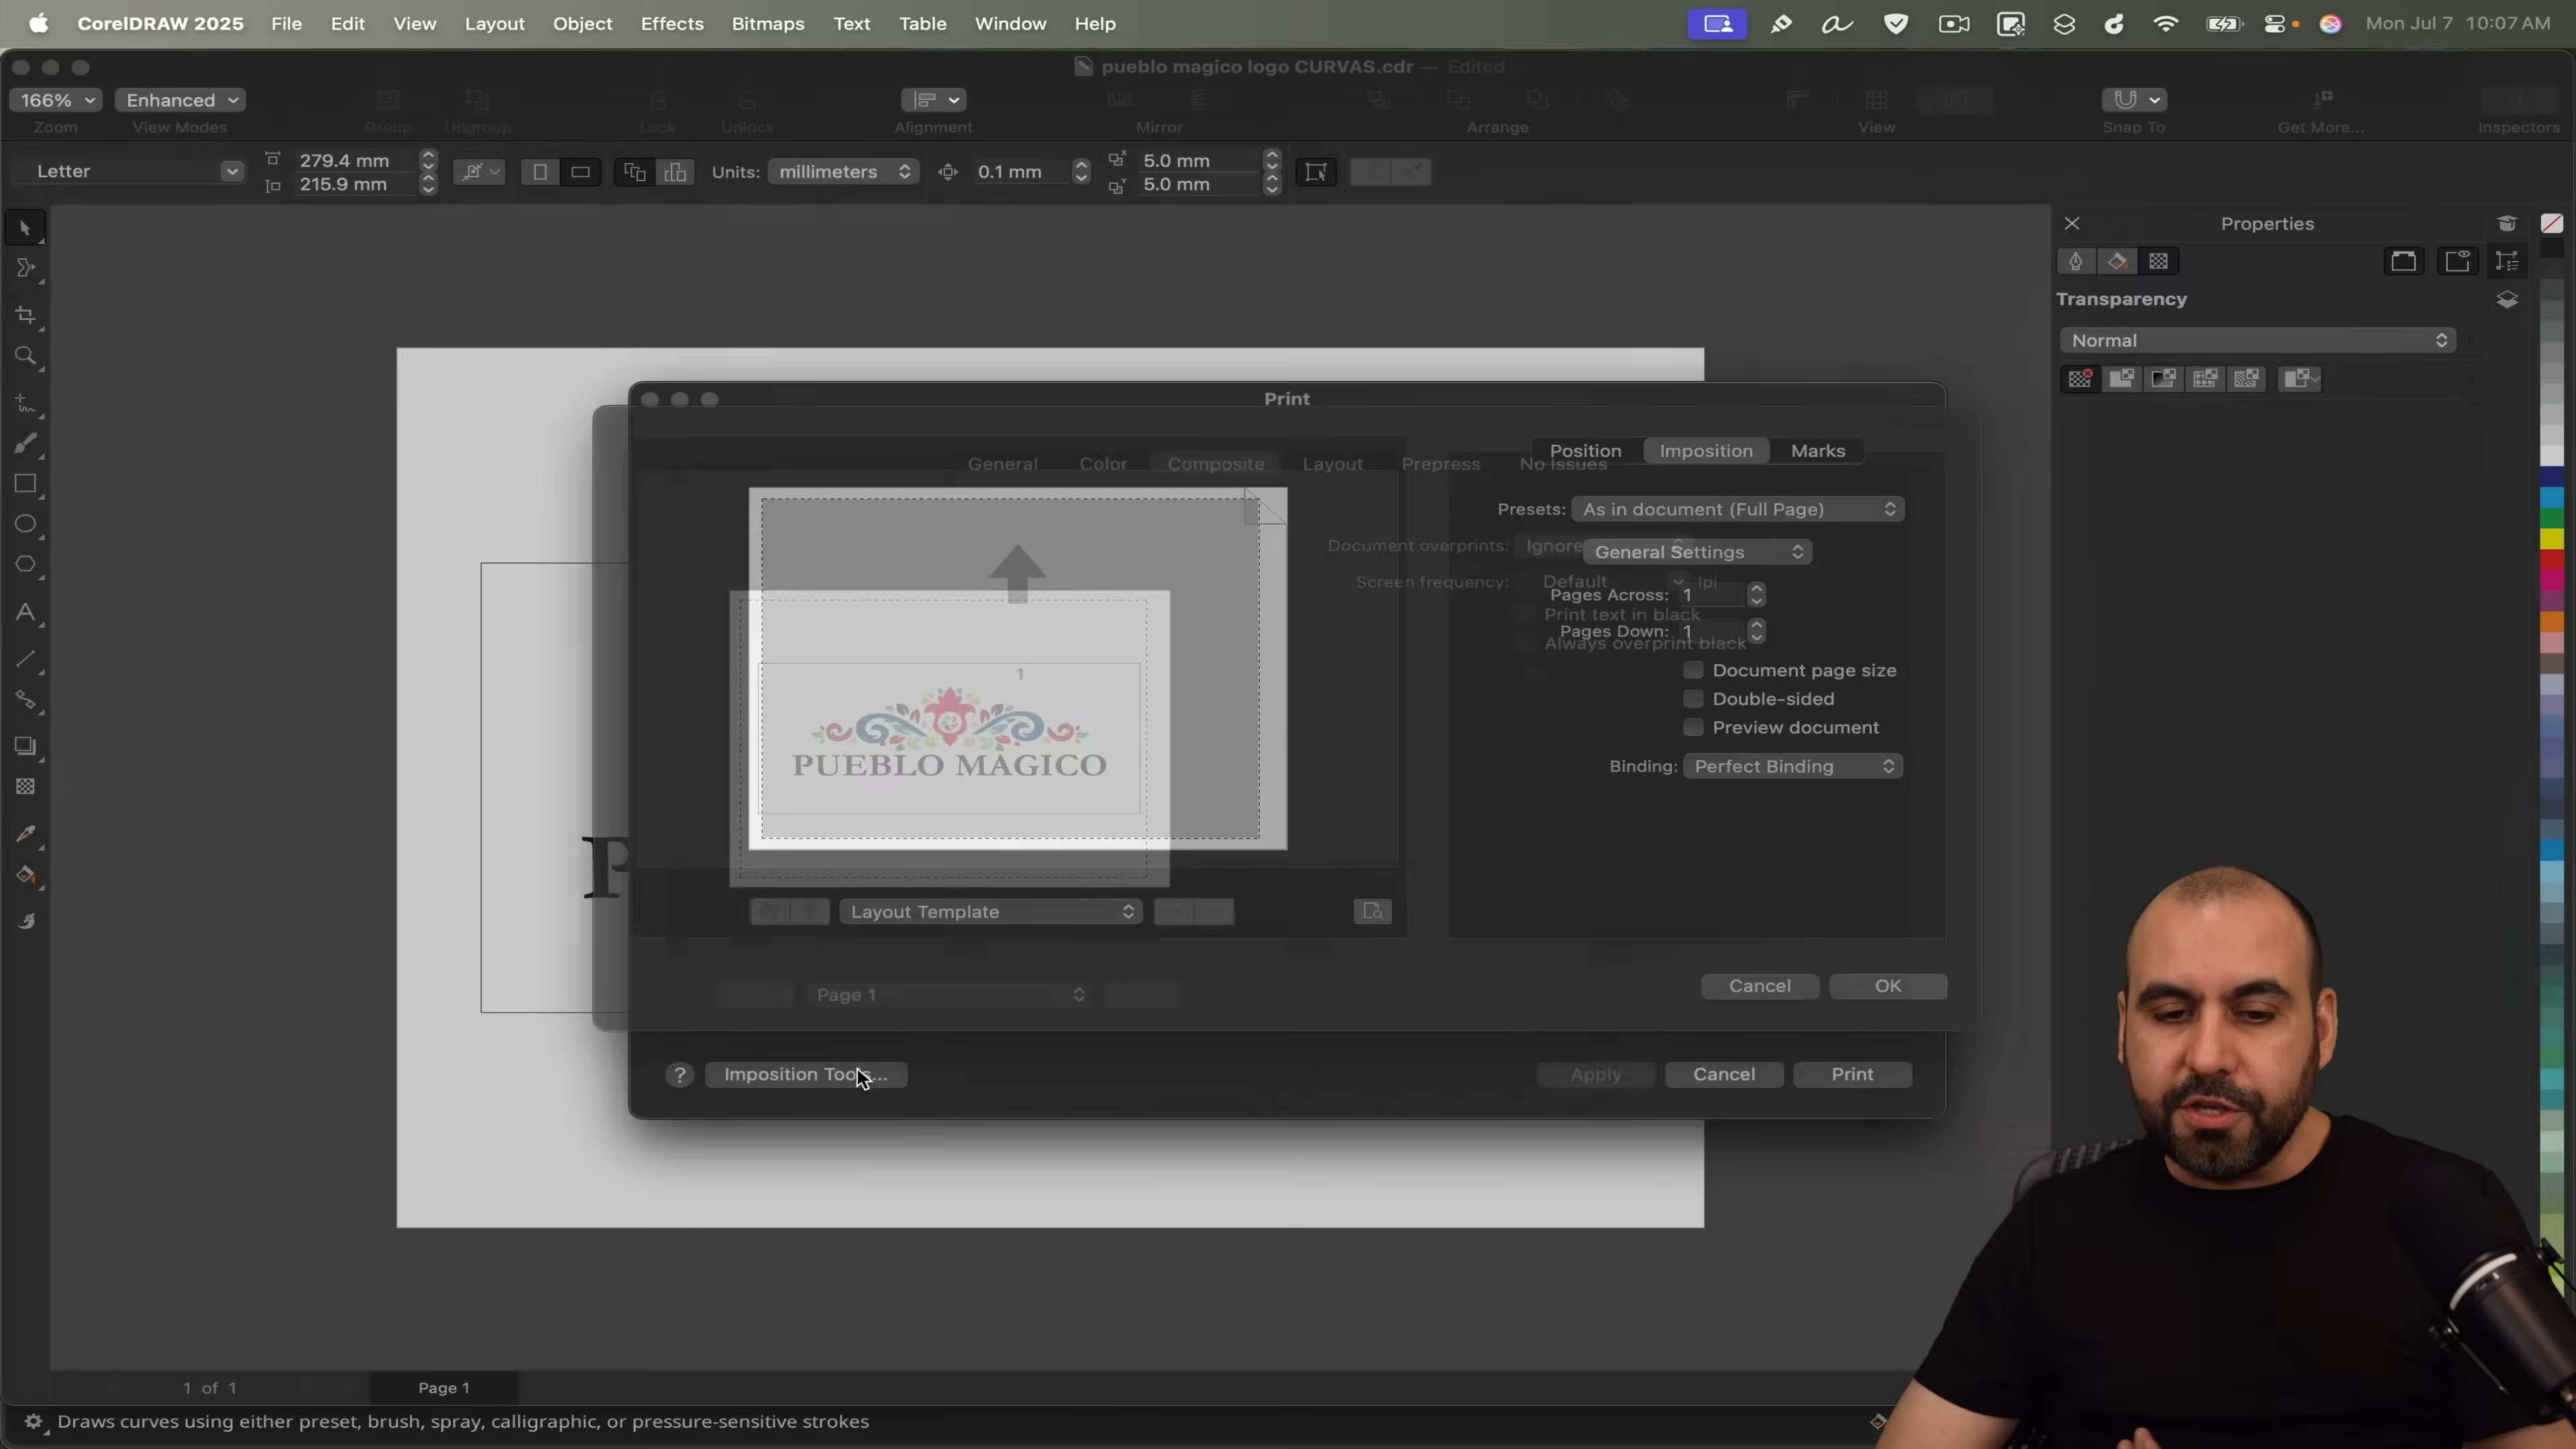 CorelDRAW 2025 File Edit View Layout Object Effects Bitmaps Text Table Window Help Mon Jul 7 10:07 AM
pueblo magico logo CURVAS.cdr — Edited
166% Enhanced
Zoom View Modes Group Ungroup Lock Unlock Alignment Mirror Arrange View Snap To Get More... Inspectors
Letter 279.4 mm Units: millimeters 0.1 mm 5.0 mm
215.9 mm 5.0 mm
Properties
Transparency
Normal
Print
Position Imposition Marks
General Color Composite Layout Prepress No Issues
Presets: As in document (Full Page)
Document overprints: Ignore
General Settings
Screen frequency: Default lpi
Pages Across: 1
Print text in black
Pages Down: 1
Always overprint black
1
Document page size
Double-sided
Preview document
PUEBLO MAGICO
Binding: Perfect Binding
P
Layout Template
Page 1
Cancel OK
? Imposition Tools... Apply Cancel Print
1 of 1 Page 1
Draws curves using either preset, brush, spray, calligraphic, or pressure-sensitive strokes